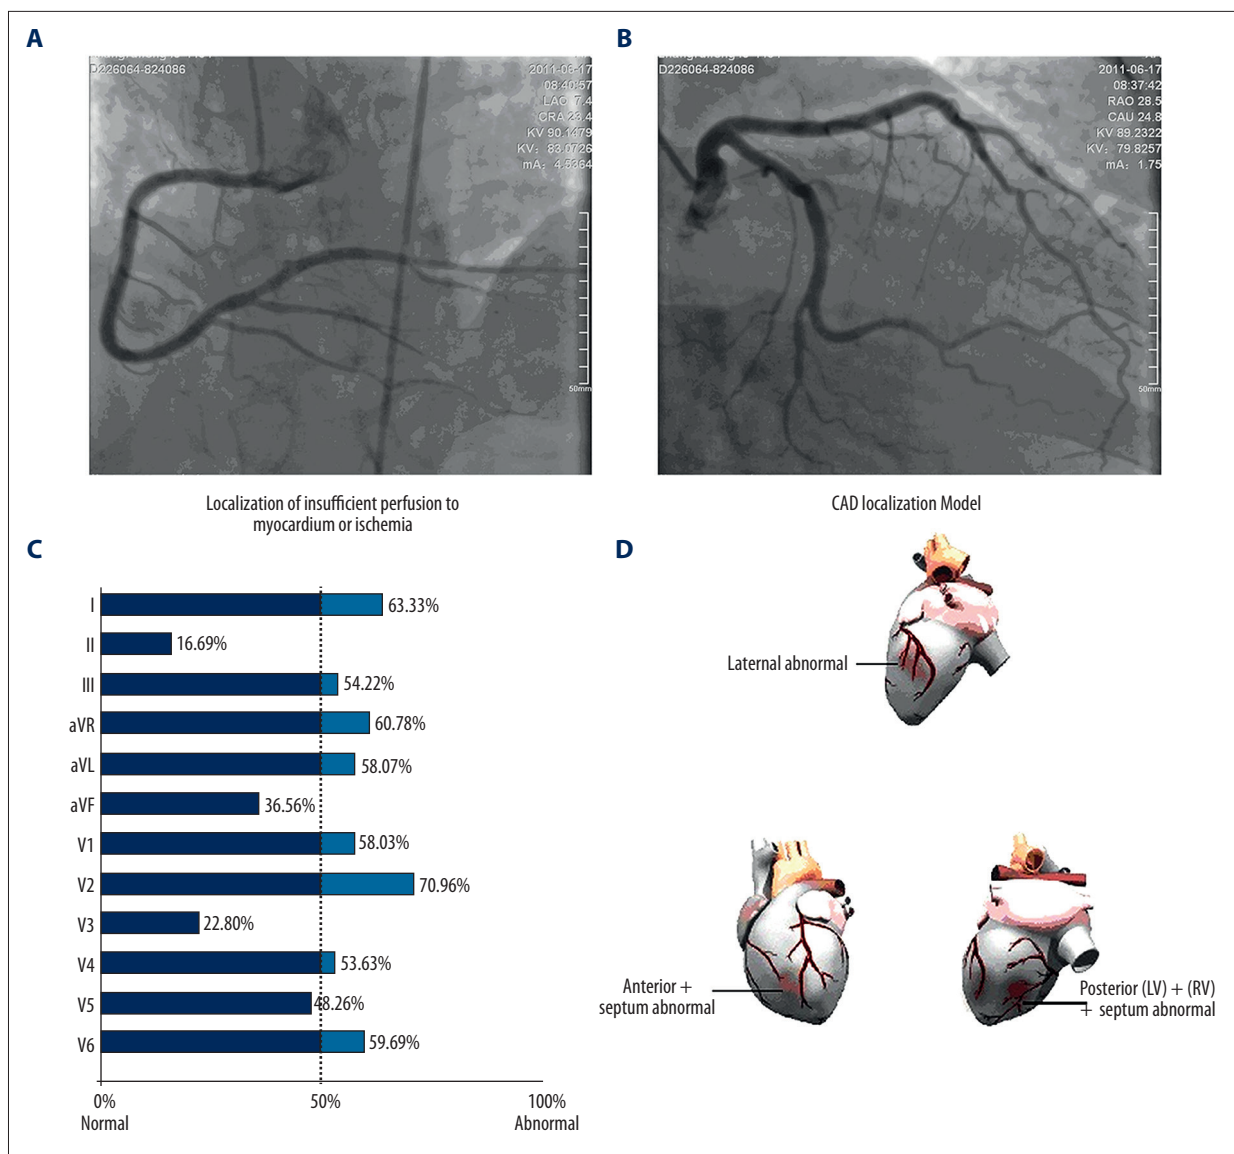 A
D226064-824086
2011-06-17
08:40:57
LAO 7.4
CRA 23.4
KV 90.1479
KV: 83.0726
mA: 4.5364
50mm
B
D226064-824086
2011-06-17
08:37:42
RAO 28.5
CAU 24.8
KV 89.2322
KV: 79.8257
mA: 1.75
50mm
Localization of insufficient perfusion to
myocardium or ischemia
CAD localization Model
C
I 63.33%
II 16.69%
III 54.22%
aVR 60.78%
aVL 58.07%
aVF 36.56%
V1 58.03%
V2 70.96%
V3 22.80%
V4 53.63%
V5 48.26%
V6 59.69%
0% 50% 100%
Normal Abnormal
D
Laternal abnormal
Anterior +
septum abnormal
Posterior (LV) + (RV)
+ septum abnormal